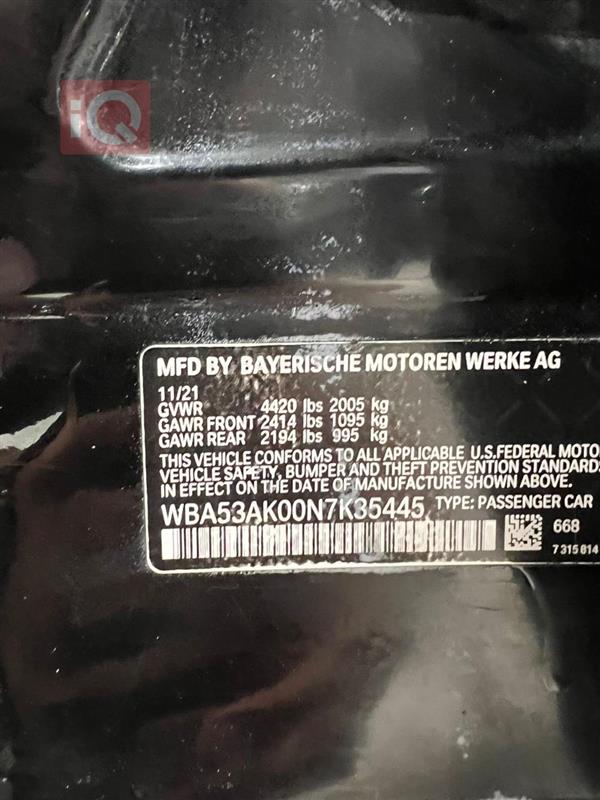 iQ
MFD BY BAYERISCHE MOTOREN WERKE AG
11/21
GVWR 4420 lbs 2005 kg
GAWR FRONT 2414 lbs 1095 kg
GAWR REAR 2194 lbs 995 kg
THIS VEHICLE CONFORMS TO ALL APPLICABLE U.S.FEDERAL MOTO
VEHICLE SAFETY, BUMPER AND THEFT PREVENTION STANDARD
EFFECT ON THE DATE OF MANUFACTURE SHOWN ABOVE.
WBA53AK00N7K35445 TYPE: PASSENGER CAR
668
7 315 814